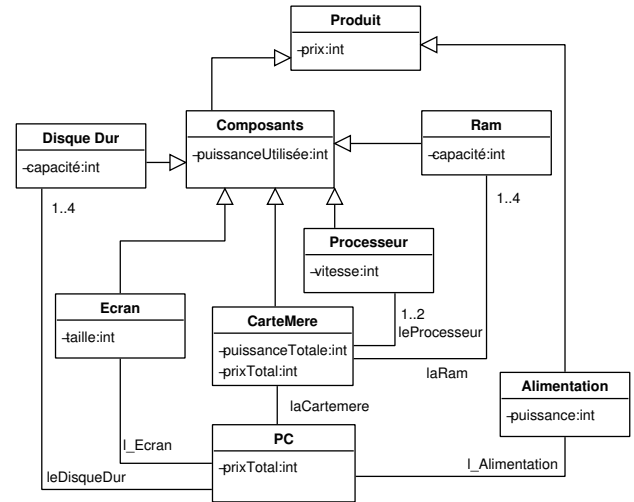 Produit
-prix:int
Disque Dur
-capacité:int
Composants
-puissanceUtilisée:int
Ram
-capacité:int
1..4
1..4
Processeur
-vitesse:int
Ecran
-taille:int
CarteMere
-puissanceTotale:int
-prixTotal:int
1..2
leProcesseur
laRam
Alimentation
-puissance:int
laCartemere
PC
-prixTotal:int
l_Ecran
leDisqueDur
l_Alimentation